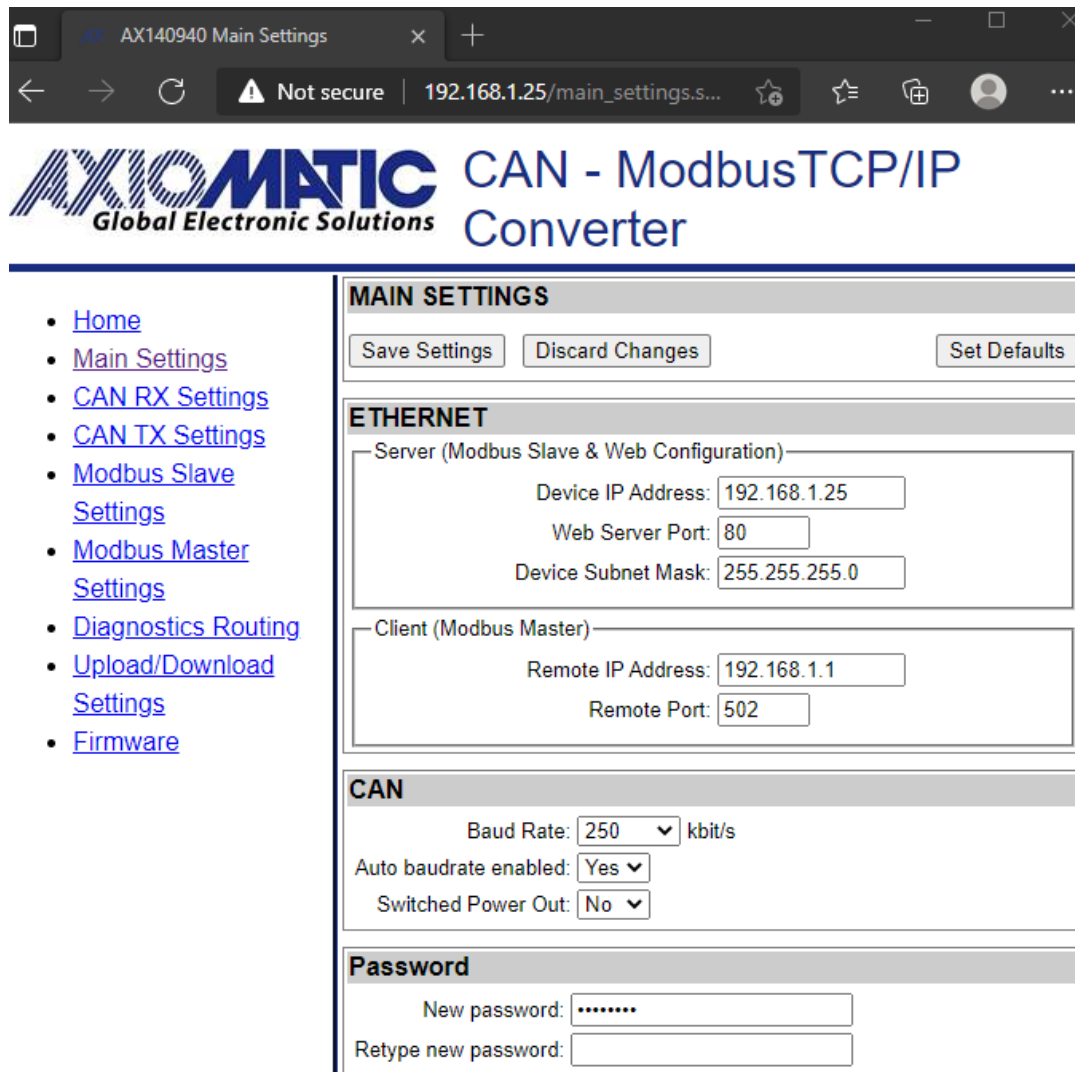 AX140940 Main Settings
Not secure | 192.168.1.25/main_settings.s...
AXIOMATIC
Global Electronic Solutions
CAN - ModbusTCP/IP
Converter
Home
Main Settings
CAN RX Settings
CAN TX Settings
Modbus Slave
Settings
Modbus Master
Settings
Diagnostics Routing
Upload/Download
Settings
Firmware
MAIN SETTINGS
Save Settings Discard Changes Set Defaults
ETHERNET
Server (Modbus Slave & Web Configuration)
Device IP Address: 192.168.1.25
Web Server Port: 80
Device Subnet Mask: 255.255.255.0
Client (Modbus Master)
Remote IP Address: 192.168.1.1
Remote Port: 502
CAN
Baud Rate: 250 kbit/s
Auto baudrate enabled: Yes
Switched Power Out: No
Password
New password: ••••••••
Retype new password: